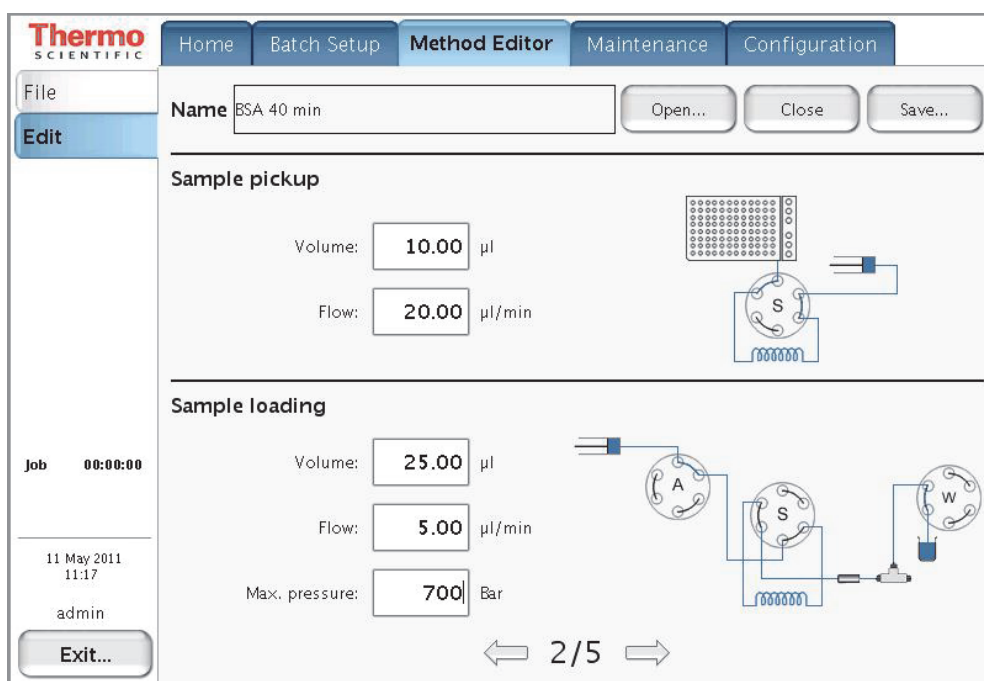 Thermo
SCIENTIFIC
Home Batch Setup Method Editor Maintenance Configuration
File
Edit
Name BSA 40 min Open... Close Save...
Sample pickup
Volume: 10.00 µl
Flow: 20.00 µl/min
S
Sample loading
Volume: 25.00 µl
Flow: 5.00 µl/min
Max. pressure: 700 Bar
A
S
W
Job 00:00:00
11 May 2011
11:17
admin
Exit...
2/5